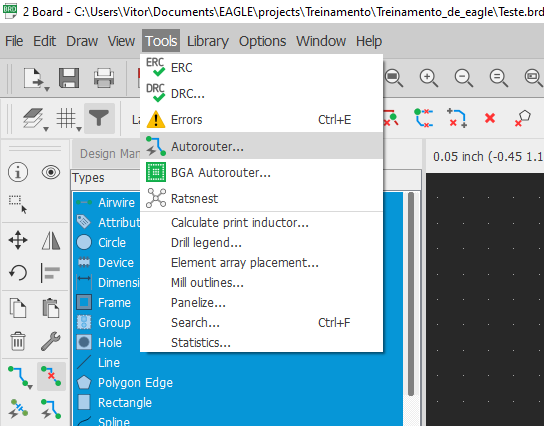 2 Board - C:\Users\Vitor\Documents\EAGLE\projects\Treinamento\Treinamento_de_eagle\Teste.brd
File Edit Draw View Tools Library Options Window Help
ERC ERC
DRC DRC...
Errors Ctrl+E
Autorouter...
BGA Autorouter...
Ratsnest
Calculate print inductor...
Drill legend...
Element array placement...
Mill outlines...
Panelize...
Search... Ctrl+F
Statistics...
La
Design Man
0.05 inch (-0.45 1.1
Types
Airwire
Attribut
Circle
Device
Dimensi
Frame
Group
Hole
Line
Polygon Edge
Rectangle
Spline